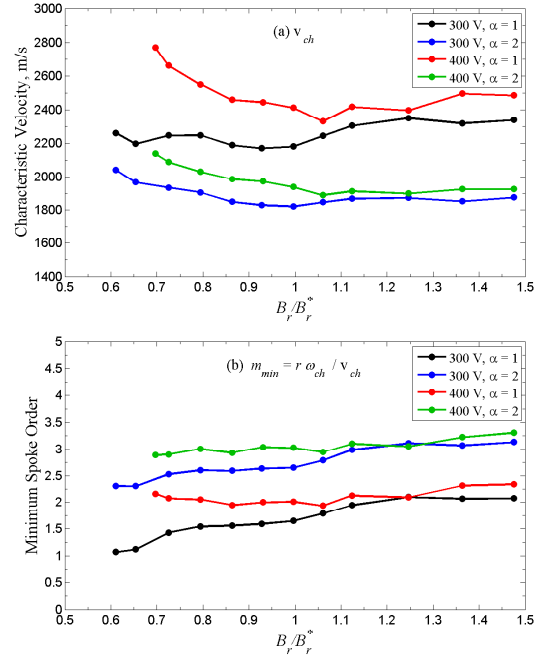 (a) v_ch
Characteristic Velocity, m/s
3000
2800
2600
2400
2200
2000
1800
1600
1400
300 V, α = 1
300 V, α = 2
400 V, α = 1
400 V, α = 2
0.5 0.6 0.7 0.8 0.9 1 1.1 1.2 1.3 1.4 1.5
B_r/B_r^*
(b) m_min = r ω_ch / v_ch
Minimum Spoke Order
5
4.5
4
3.5
3
2.5
2
1.5
1
0.5
0
300 V, α = 1
300 V, α = 2
400 V, α = 1
400 V, α = 2
0.5 0.6 0.7 0.8 0.9 1 1.1 1.2 1.3 1.4 1.5
B_r/B_r^*